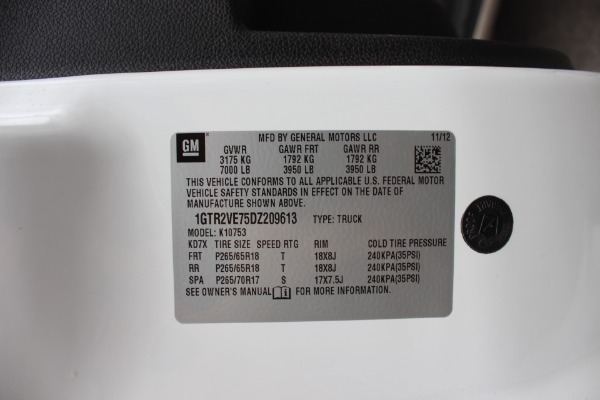 GM MFD BY GENERAL MOTORS LLC 11/12
GVWR GAWR FRT GAWR RR
3175 KG 1792 KG 1792 KG
7000 LB 3950 LB 3950 LB
THIS VEHICLE CONFORMS TO ALL APPLICABLE U.S. FEDERAL MOTOR
VEHICLE SAFETY STANDARDS IN EFFECT ON THE DATE OF
MANUFACTURE SHOWN ABOVE.
1GTR2VE75DZ209613 TYPE: TRUCK
MODEL: K10753
KD7X TIRE SIZE SPEED RTG RIM COLD TIRE PRESSURE
FRT P265/65R18 T 18X8J 240KPA(35PSI)
RR P265/65R18 T 18X8J 240KPA(35PSI)
SPA P265/70R17 S 17X7.5J 240KPA(35PSI)
SEE OWNER'S MANUAL FOR MORE INFORMATION.